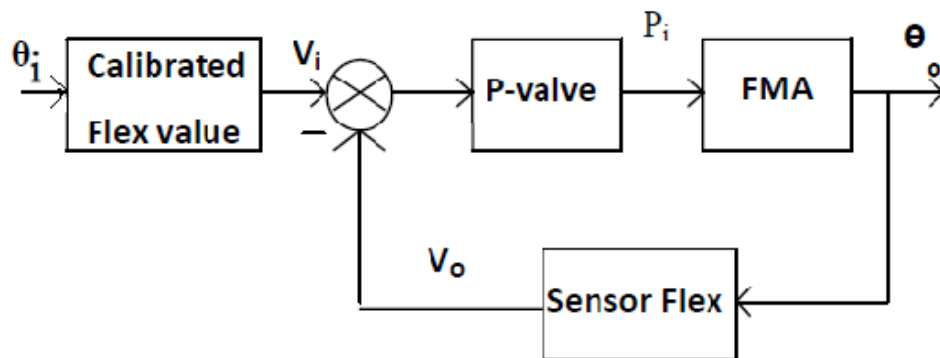 θi
Calibrated
Flex value
Vi
−
P-valve
Pi
FMA
θo
Vo
Sensor Flex